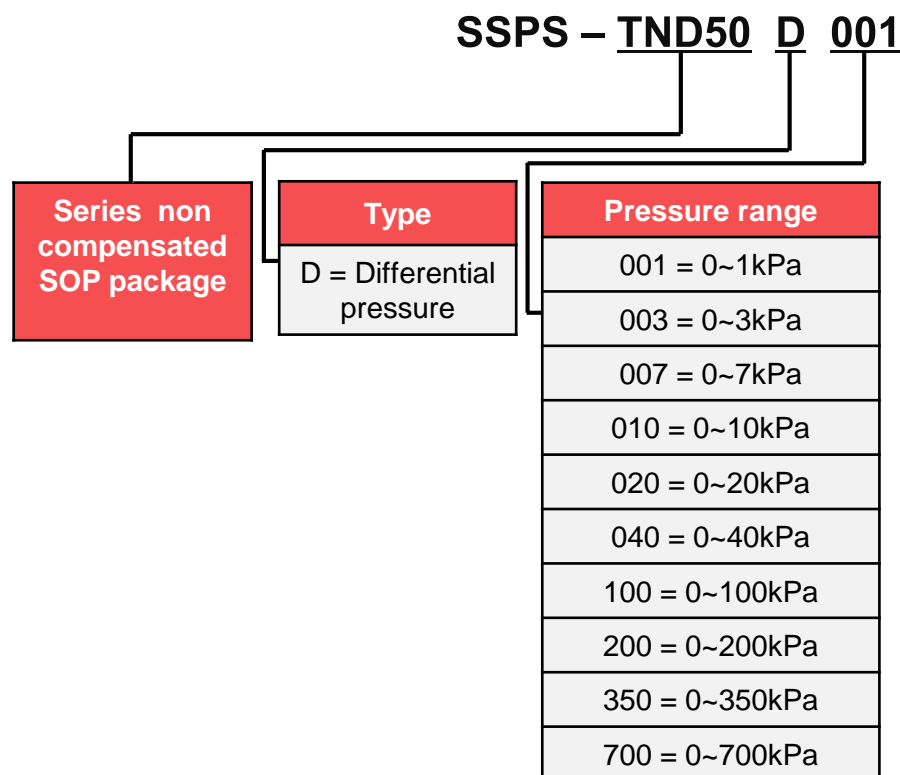 SSPS – TND50 D 001
Series non
compensated
SOP package
Type
D = Differential
pressure
Pressure range
001 = 0~1kPa
003 = 0~3kPa
007 = 0~7kPa
010 = 0~10kPa
020 = 0~20kPa
040 = 0~40kPa
100 = 0~100kPa
200 = 0~200kPa
350 = 0~350kPa
700 = 0~700kPa